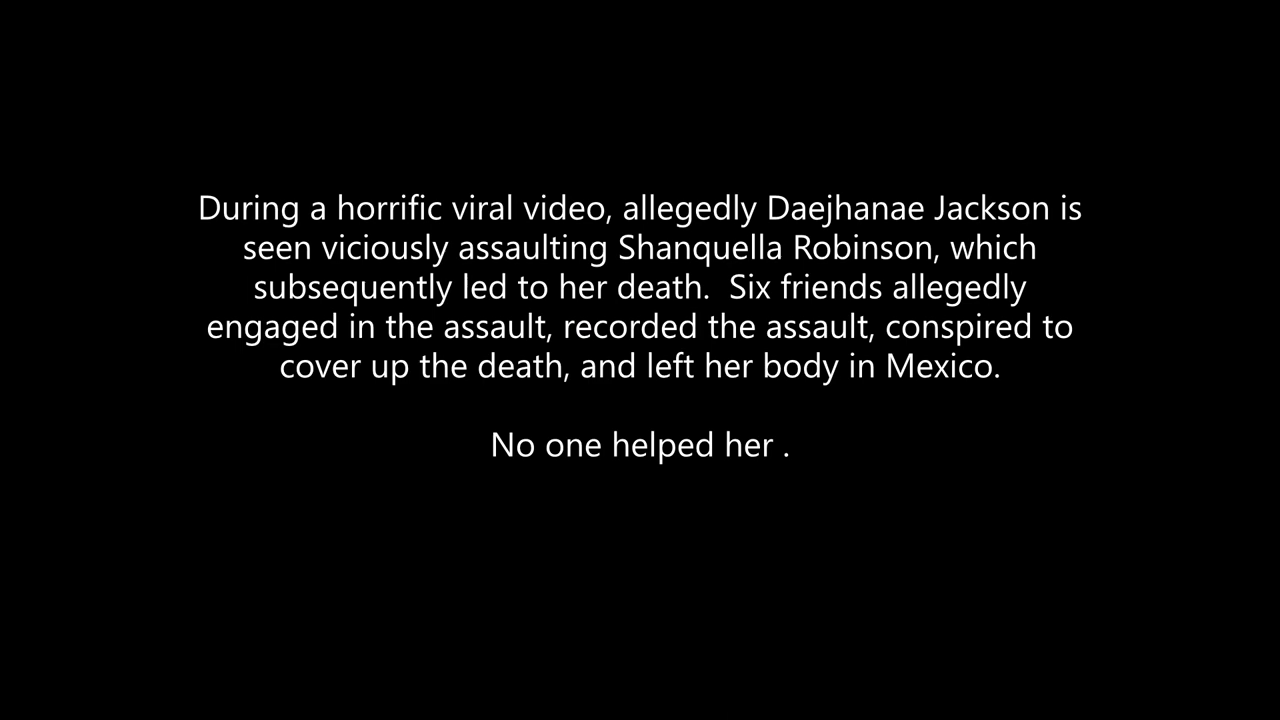 During a horrific viral video, allegedly Daejhanae Jackson is
seen viciously assaulting Shanquella Robinson, which
subsequently led to her death.  Six friends allegedly
engaged in the assault, recorded the assault, conspired to
cover up the death, and left her body in Mexico.
No one helped her .